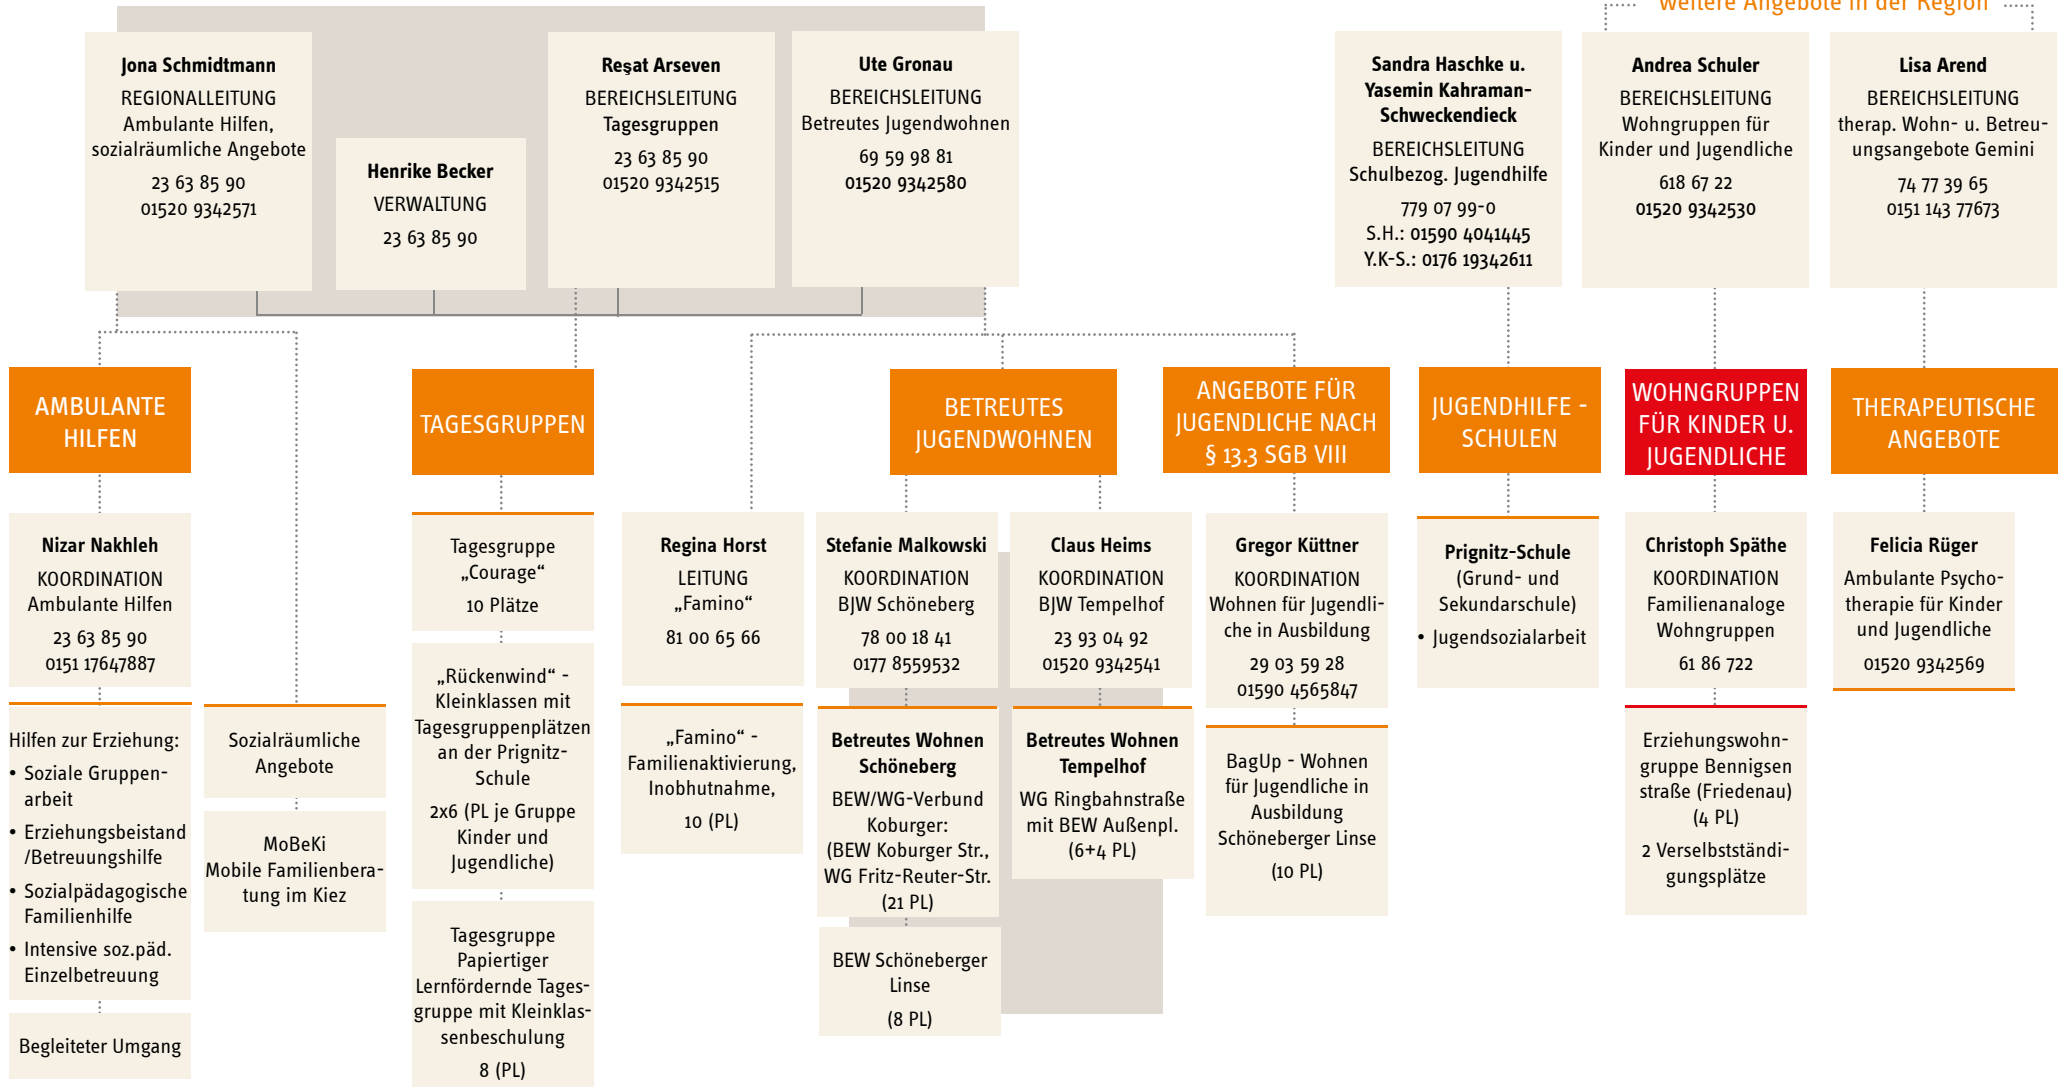 weitere Angebote in der Region
Jona Schmidtmann
REGIONALLEITUNG
Ambulante Hilfen,
sozialräumliche Angebote
23 63 85 90
01520 9342571
Henrike Becker
VERWALTUNG
23 63 85 90
Reşat Arseven
BEREICHSLEITUNG
Tagesgruppen
23 63 85 90
01520 9342515
Ute Gronau
BEREICHSLEITUNG
Betreutes Jugendwohnen
69 59 98 81
01520 9342580
Sandra Haschke u.
Yasemin Kahraman-
Schweckendieck
BEREICHSLEITUNG
Schulbezog. Jugendhilfe
779 07 99-0
S.H.: 01590 4041445
Y.K-S.: 0176 19342611
Andrea Schuler
BEREICHSLEITUNG
Wohngruppen für
Kinder und Jugendliche
618 67 22
01520 9342530
Lisa Arend
BEREICHSLEITUNG
therap. Wohn- u. Betreu-
ungsangebote Gemini
74 77 39 65
0151 143 77673
AMBULANTE
HILFEN
Nizar Nakhleh
KOORDINATION
Ambulante Hilfen
23 63 85 90
0151 17647887
Hilfen zur Erziehung:
• Soziale Gruppen-
arbeit
• Erziehungsbeistand
/Betreuungshilfe
• Sozialpädagogische
Familienhilfe
• Intensive soz.päd.
Einzelbetreuung
Begleiteter Umgang
Sozialräumliche
Angebote
MoBeKi
Mobile Familienbera-
tung im Kiez
TAGESGRUPPEN
Tagesgruppe
„Courage“
10 Plätze
„Rückenwind“ -
Kleinklassen mit
Tagesgruppenplätzen
an der Prignitz-
Schule
2x6 (PL je Gruppe
Kinder und
Jugendliche)
Tagesgruppe
Papiertiger
Lernfördernde Tages-
gruppe mit Kleinklas-
senbeschulung
8 (PL)
Regina Horst
LEITUNG
„Famino“
81 00 65 66
„Famino“ -
Familienaktivierung,
Inobhutnahme,
10 (PL)
BETREUTES
JUGENDWOHNEN
Stefanie Malkowski
KOORDINATION
BJW Schöneberg
78 00 18 41
0177 8559532
Betreutes Wohnen
Schöneberg
BEW/WG-Verbund
Koburger:
(BEW Koburger Str.,
WG Fritz-Reuter-Str.
(21 PL)
BEW Schöneberger
Linse
(8 PL)
Claus Heims
KOORDINATION
BJW Tempelhof
23 93 04 92
01520 9342541
Betreutes Wohnen
Tempelhof
WG Ringbahnstraße
mit BEW Außenpl.
(6+4 PL)
ANGEBOTE FÜR
JUGENDLICHE NACH
§ 13.3 SGB VIII
Gregor Küttner
KOORDINATION
Wohnen für Jugendli-
che in Ausbildung
29 03 59 28
01590 4565847
BagUp - Wohnen
für Jugendliche in
Ausbildung
Schöneberger Linse
(10 PL)
JUGENDHILFE -
SCHULEN
Prignitz-Schule
(Grund- und
Sekundarschule)
• Jugendsozialarbeit
WOHNGRUPPEN
FÜR KINDER U.
JUGENDLICHE
Christoph Späthe
KOORDINATION
Familienanaloge
Wohngruppen
61 86 722
Erziehungswohn-
gruppe Bennigsen
straße (Friedenau)
(4 PL)
2 Verselbstständi-
gungsplätze
THERAPEUTISCHE
ANGEBOTE
Felicia Rüger
Ambulante Psycho-
therapie für Kinder
und Jugendliche
01520 9342569